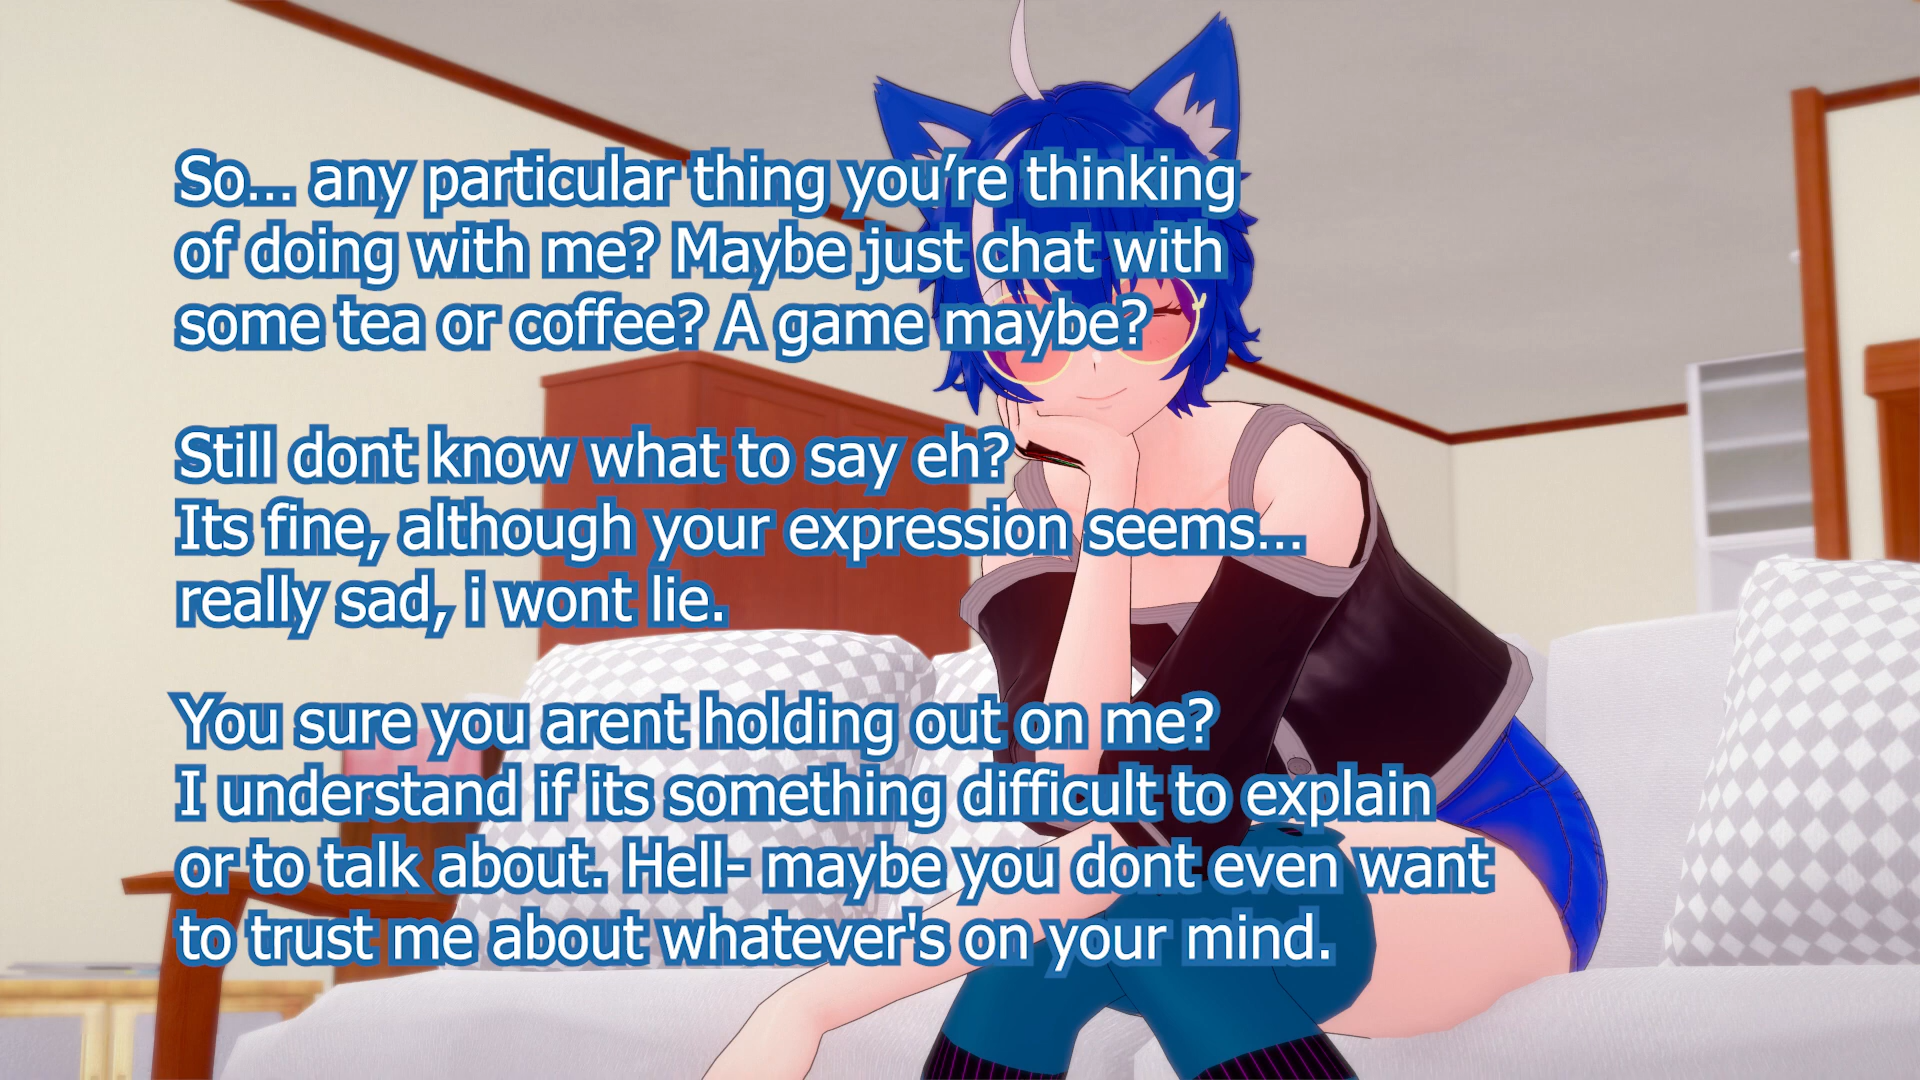 So... any particular thing you’re thinking
of doing with me? Maybe just chat with
some tea or coffee? A game maybe?
Still dont know what to say eh?
Its fine, although your expression seems...
really sad, i wont lie.
You sure you arent holding out on me?
I understand if its something difficult to explain
or to talk about. Hell- maybe you dont even want
to trust me about whatever's on your mind.